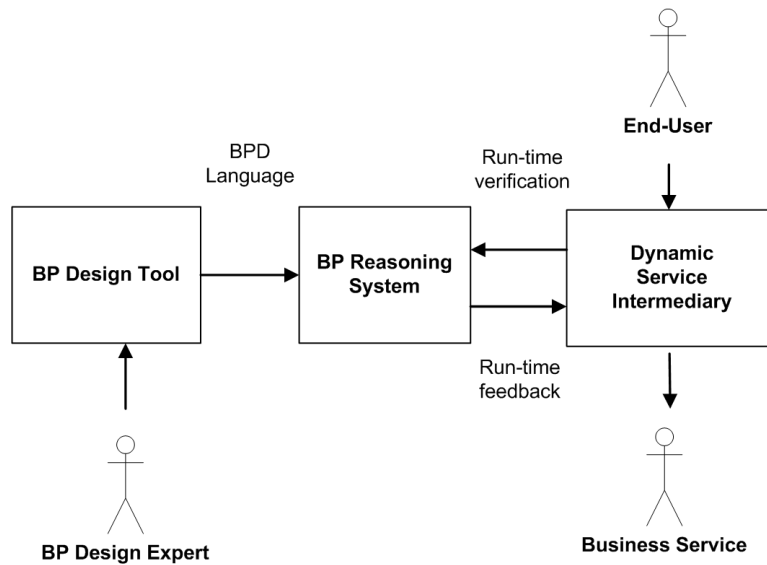 End-User
BPD
Language
Run-time
verification
BP Design Tool
BP Reasoning
System
Dynamic
Service
Intermediary
Run-time
feedback
BP Design Expert
Business Service